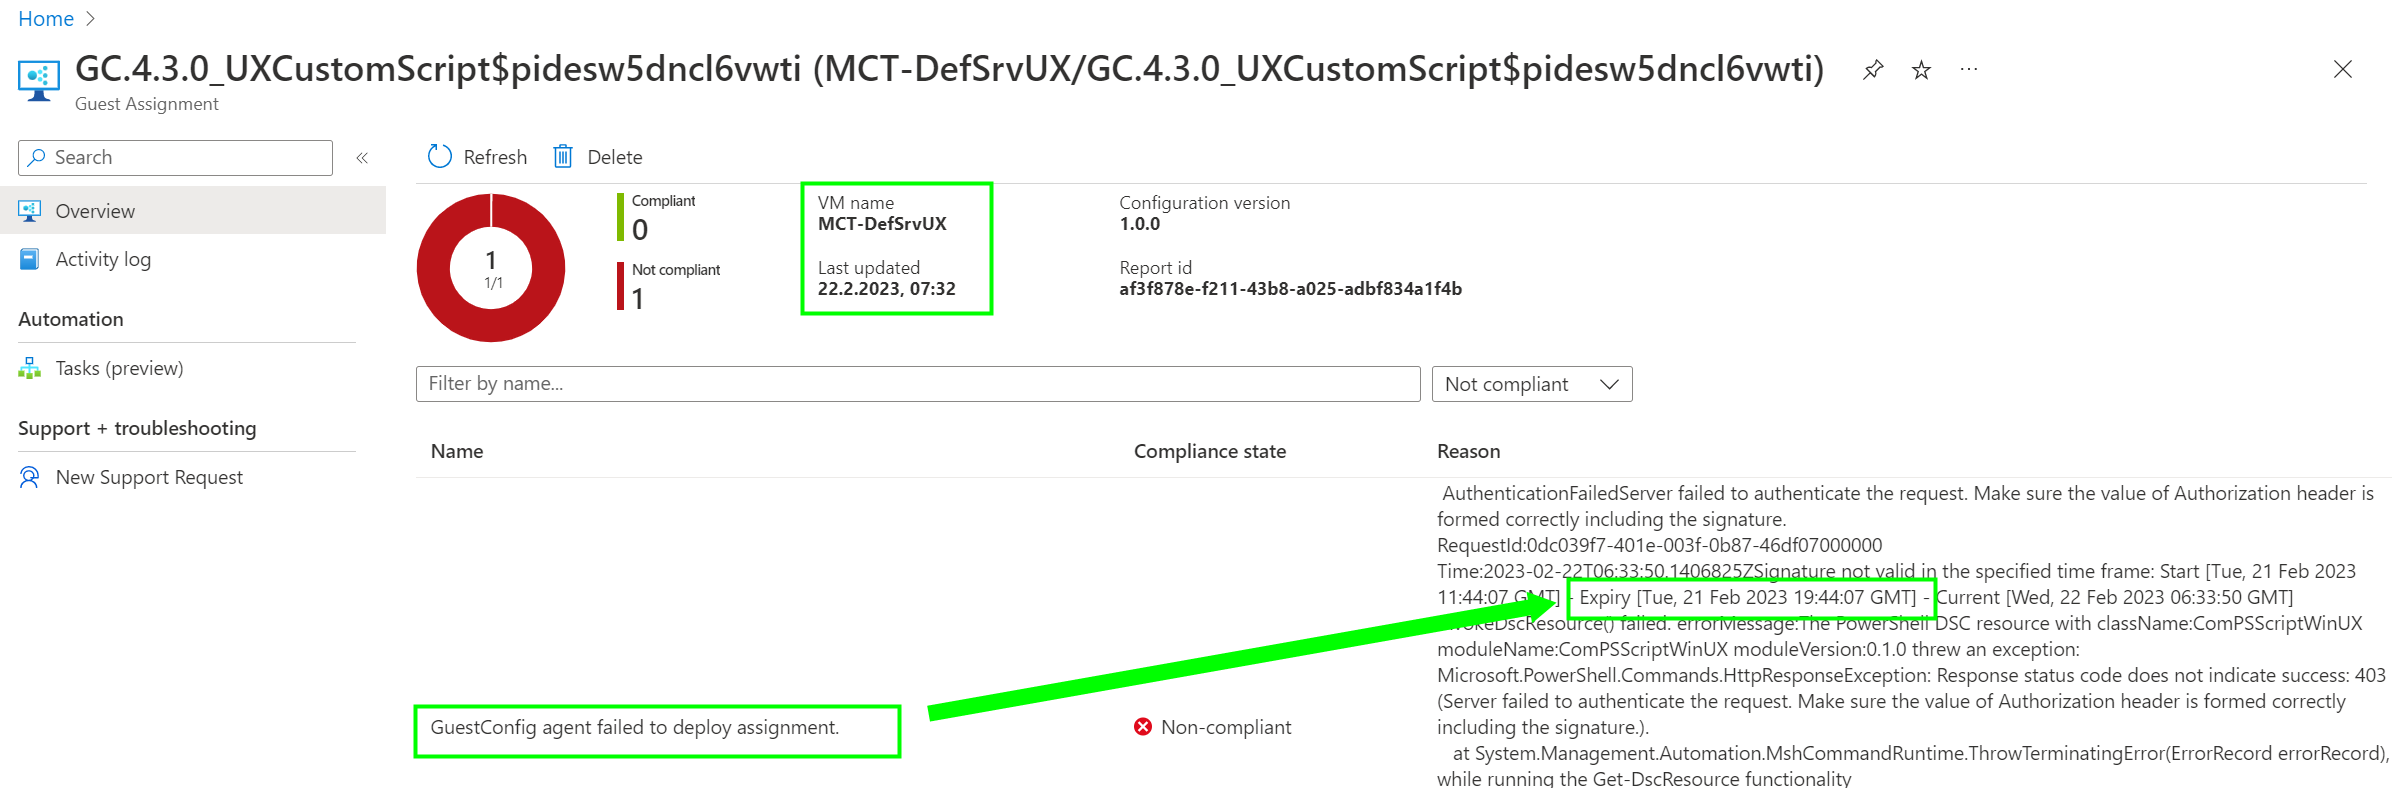 Home
GC.4.3.0_UXCustomScript$pidesw5dncl6vwti (MCT-DefSrvUX/GC.4.3.0_UXCustomScript$pidesw5dncl6vwti)
Guest Assignment
Search
Refresh
Delete
Overview
Activity log
Automation
Tasks (preview)
Support + troubleshooting
New Support Request
1
1/1
Compliant
0
Not compliant
1
VM name
MCT-DefSrvUX
Last updated
22.2.2023, 07:32
Configuration version
1.0.0
Report id
af3f878e-f211-43b8-a025-adbf834a1f4b
Filter by name...
Not compliant
Name
Compliance state
Reason
GuestConfig agent failed to deploy assignment.
Non-compliant
AuthenticationFailedServer failed to authenticate the request. Make sure the value of Authorization header is
formed correctly including the signature.
RequestId:0dc039f7-401e-003f-0b87-46df07000000
Time:2023-02-22T06:33:50.1406825ZSignature not valid in the specified time frame: Start [Tue, 21 Feb 2023
11:44:07 GMT] - Expiry [Tue, 21 Feb 2023 19:44:07 GMT] - Current [Wed, 22 Feb 2023 06:33:50 GMT]
failed: errorMessage:The PowerShell DSC resource with className:ComPSScriptWinUX
moduleName:ComPSScriptWinUX moduleVersion:0.1.0 threw an exception:
Microsoft.PowerShell.Commands.HttpResponseException: Response status code does not indicate success: 403
(Server failed to authenticate the request. Make sure the value of Authorization header is formed correctly
including the signature.).
at System.Management.Automation.MshCommandRuntime.ThrowTerminatingError(ErrorRecord errorRecord),
while running the Get-DscResource functionality